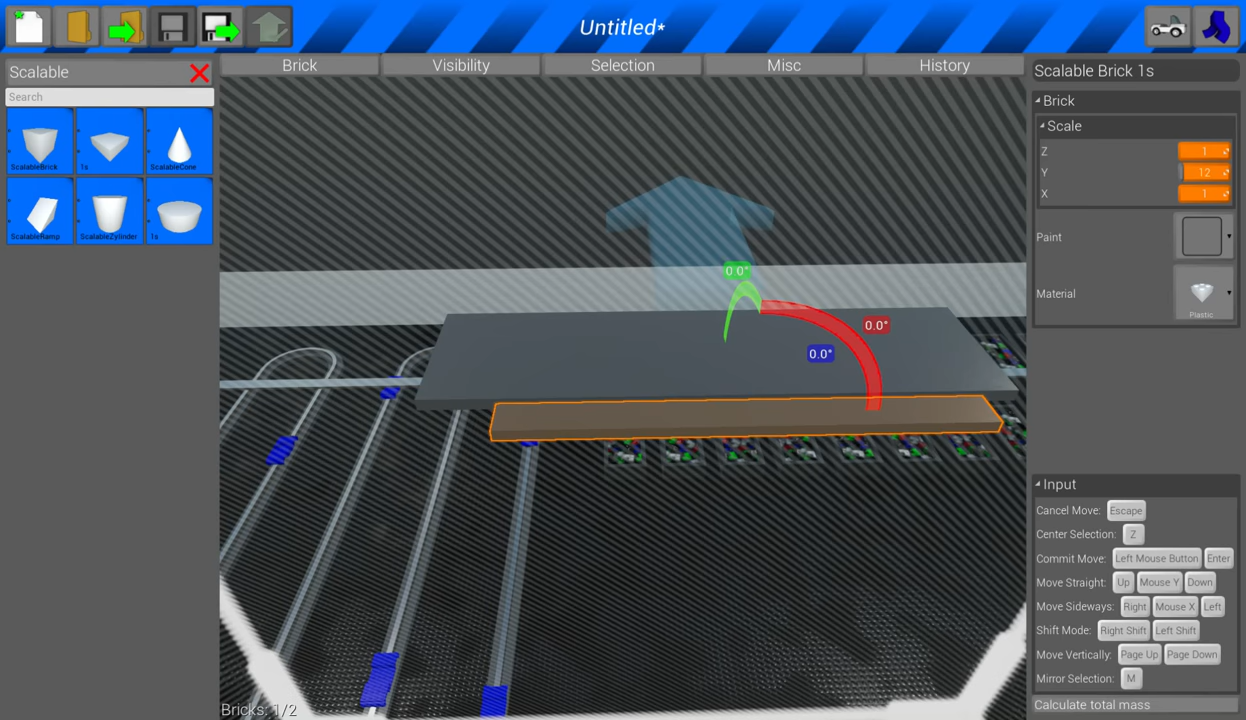 Untitled*
Scalable
Search
ScalableBrick
1s
ScalableCone
ScalableRamp
ScalableZylinder
1s
Brick
Visibility
Selection
Misc
History
0.0°
0.0°
0.0°
Bricks: 1/2
Scalable Brick 1s
Brick
Scale
Z 1
Y 12
X 1
Paint
Material
Plastic
Input
Cancel Move: Escape
Center Selection: Z
Commit Move: Left Mouse Button Enter
Move Straight: Up Mouse Y Down
Move Sideways: Right Mouse X Left
Shift Mode: Right Shift Left Shift
Move Vertically: Page Up Page Down
Mirror Selection: M
Calculate total mass